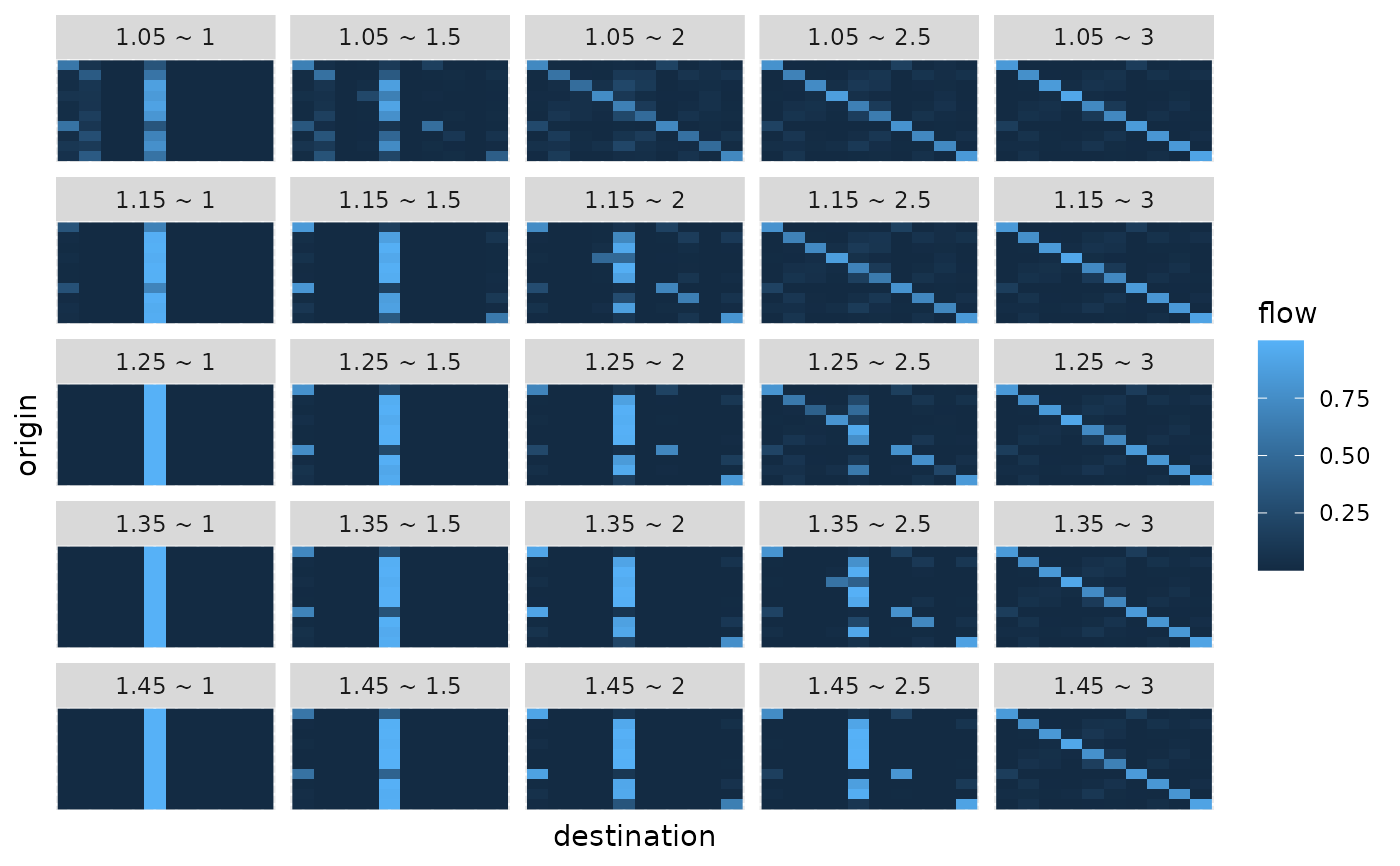 1.05 ~ 1
1.05 ~ 1.5
1.05 ~ 2
1.05 ~ 2.5
1.05 ~ 3
1.15 ~ 1
1.15 ~ 1.5
1.15 ~ 2
1.15 ~ 2.5
1.15 ~ 3
1.25 ~ 1
1.25 ~ 1.5
1.25 ~ 2
1.25 ~ 2.5
1.25 ~ 3
1.35 ~ 1
1.35 ~ 1.5
1.35 ~ 2
1.35 ~ 2.5
1.35 ~ 3
1.45 ~ 1
1.45 ~ 1.5
1.45 ~ 2
1.45 ~ 2.5
1.45 ~ 3
origin
destination
flow
0.75
0.50
0.25